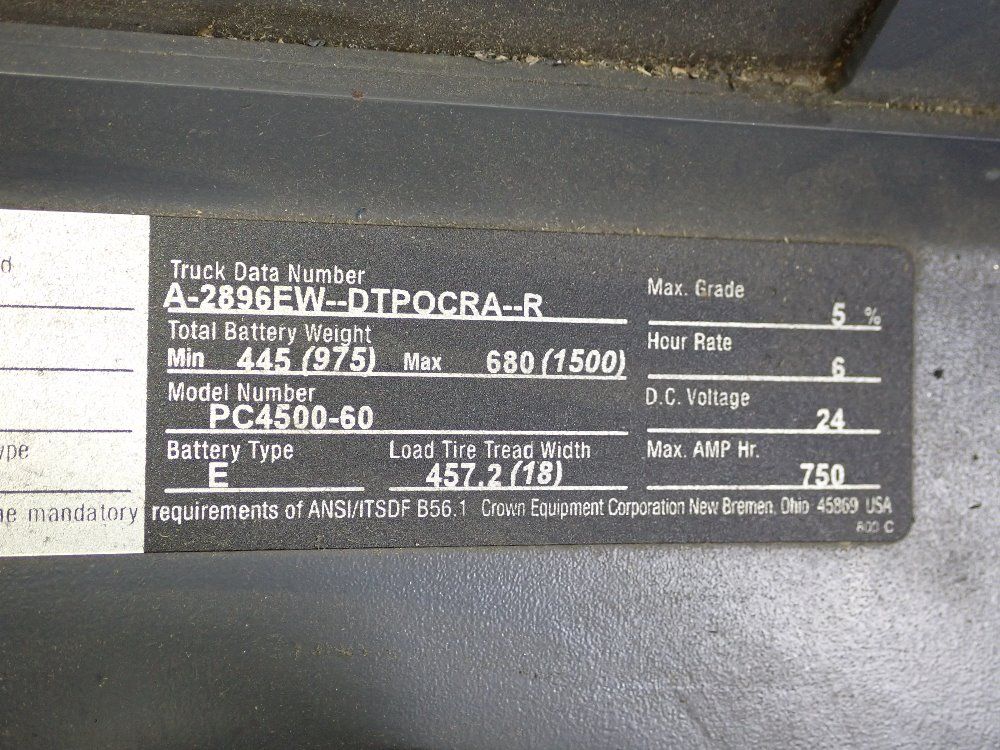 Truck Data Number
A-2896EW--DTPOCRA--R
Total Battery Weight
Min 445 (975) Max 680 (1500)
Model Number
PC4500-60
Battery Type
E
Load Tire Tread Width
457.2 (18)
Max. Grade
5 %
Hour Rate
6
D.C. Voltage
24
Max. AMP Hr.
750
mandatory requirements of ANSI/ITSDF B56.1 Crown Equipment Corporation New Bremen, Ohio 45869 USA